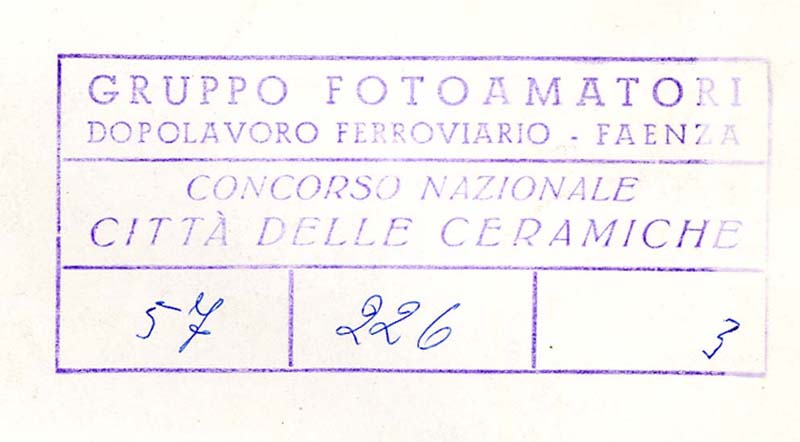 GRUPPO FOTOAMATORI
DOPOLAVORO FERROVIARIO - FAENZA
CONCORSO NAZIONALE
CITTÀ DELLE CERAMICHE
57 226 3